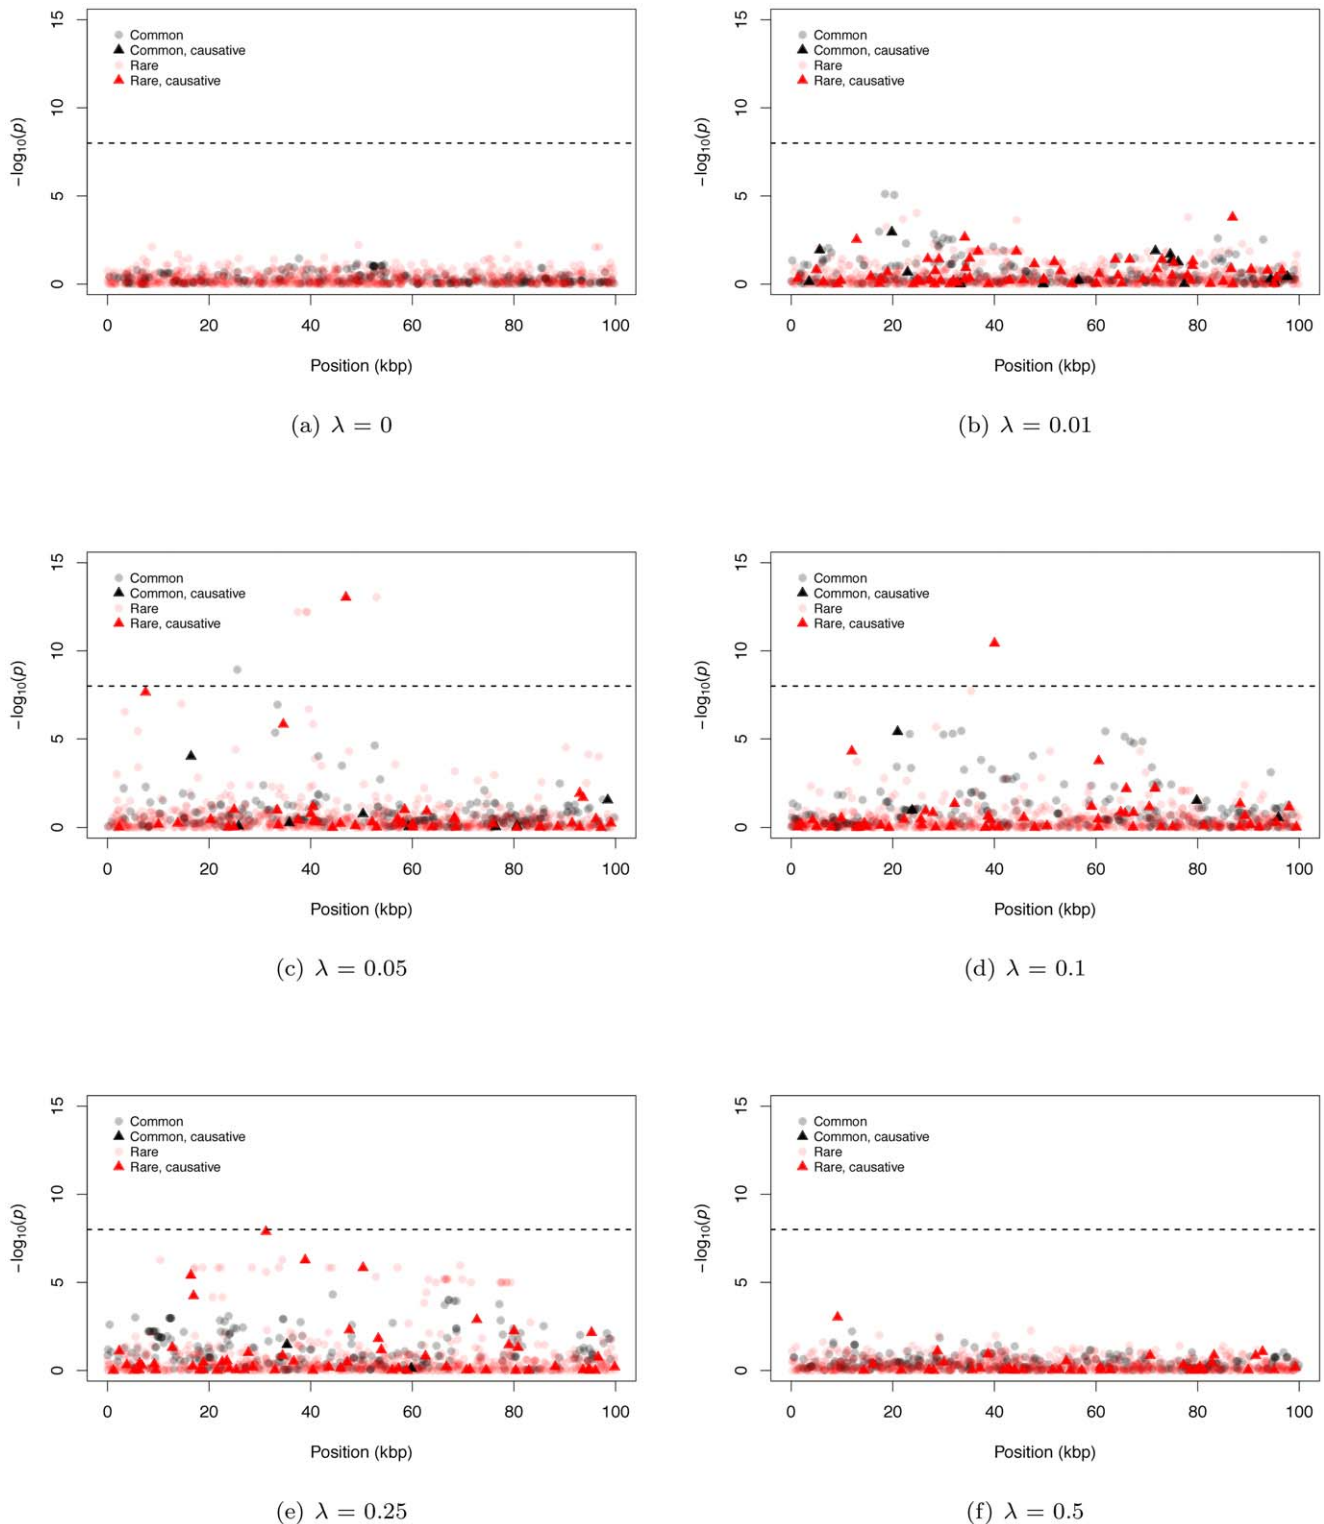 15
10
5
0
−log10(p)
Common
Common, causative
Rare
Rare, causative
0 20 40 60 80 100
Position (kbp)
(a) λ = 0
15
10
5
0
−log10(p)
Common
Common, causative
Rare
Rare, causative
0 20 40 60 80 100
Position (kbp)
(b) λ = 0.01
15
10
5
0
−log10(p)
Common
Common, causative
Rare
Rare, causative
0 20 40 60 80 100
Position (kbp)
(c) λ = 0.05
15
10
5
0
−log10(p)
Common
Common, causative
Rare
Rare, causative
0 20 40 60 80 100
Position (kbp)
(d) λ = 0.1
15
10
5
0
−log10(p)
Common
Common, causative
Rare
Rare, causative
0 20 40 60 80 100
Position (kbp)
(e) λ = 0.25
15
10
5
0
−log10(p)
Common
Common, causative
Rare
Rare, causative
0 20 40 60 80 100
Position (kbp)
(f) λ = 0.5